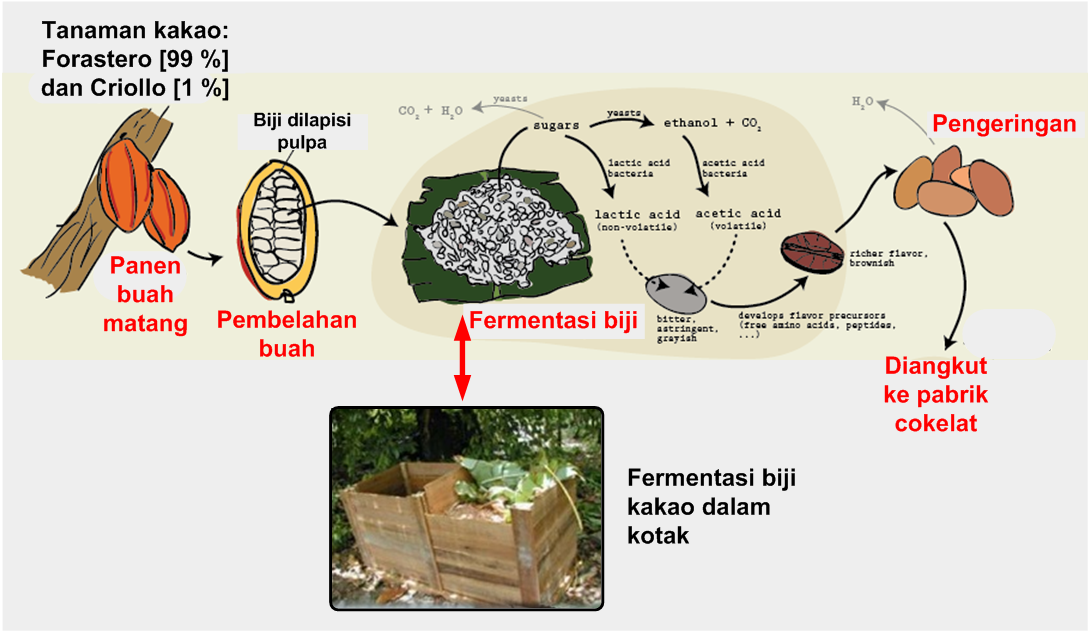 Tanaman kakao:
Forastero [99 %]
dan Criollo [1 %]
Biji dilapisi
pulpa
Panen
buah
matang
Pembelahan
buah
CO₂ + H₂O
yeasts
sugars
yeasts
ethanol + CO₂
lactic acid
bacteria
acetic acid
bacteria
lactic acid
(non-volatile)
acetic acid
(volatile)
Fermentasi biji
bitter,
astringent,
grayish
develops flavor precursors
(free amino acids, peptides,
...)
richer flavor,
brownish
H₂O
Pengeringan
Diangkut
ke pabrik
cokelat
Fermentasi biji
kakao dalam
kotak